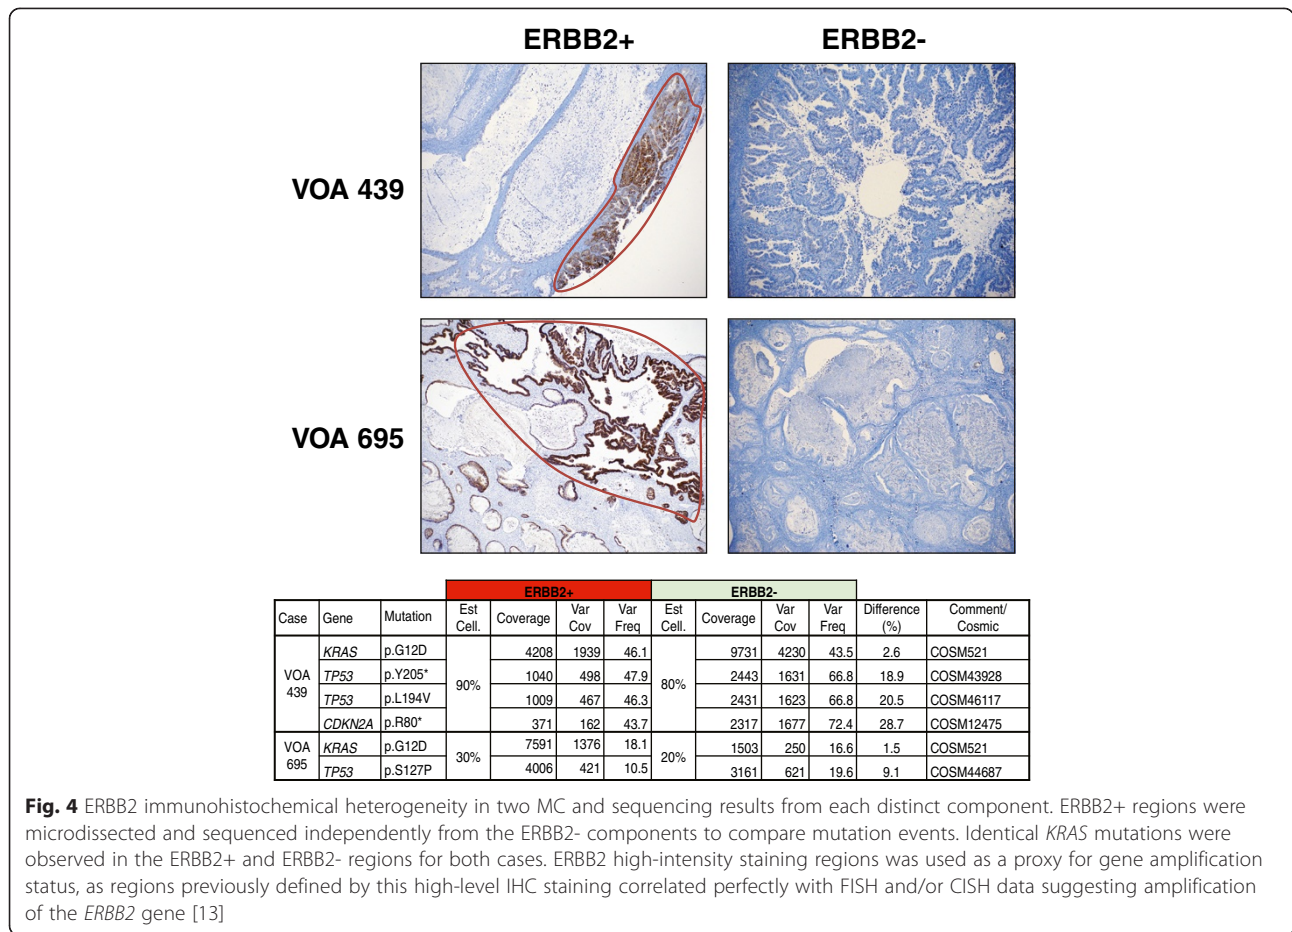 ERBB2+ ERBB2-
VOA 439
VOA 695
ERBB2+ ERBB2-
Case Gene Mutation Est Cell. Coverage Var Cov Var Freq Est Cell. Coverage Var Cov Var Freq Difference (%) Comment/ Cosmic
VOA 439 KRAS p.G12D 90% 4208 1939 46.1 80% 9731 4230 43.5 2.6 COSM521
TP53 p.Y205* 1040 498 47.9 2443 1631 66.8 18.9 COSM43928
TP53 p.L194V 1009 467 46.3 2431 1623 66.8 20.5 COSM46117
CDKN2A p.R80* 371 162 43.7 2317 1677 72.4 28.7 COSM12475
VOA 695 KRAS p.G12D 30% 7591 1376 18.1 20% 1503 250 16.6 1.5 COSM521
TP53 p.S127P 4006 421 10.5 3161 621 19.6 9.1 COSM44687
Fig. 4 ERBB2 immunohistochemical heterogeneity in two MC and sequencing results from each distinct component. ERBB2+ regions were
microdissected and sequenced independently from the ERBB2- components to compare mutation events. Identical KRAS mutations were
observed in the ERBB2+ and ERBB2- regions for both cases. ERBB2 high-intensity staining regions was used as a proxy for gene amplification
status, as regions previously defined by this high-level IHC staining correlated perfectly with FISH and/or CISH data suggesting amplification
of the ERBB2 gene [13]